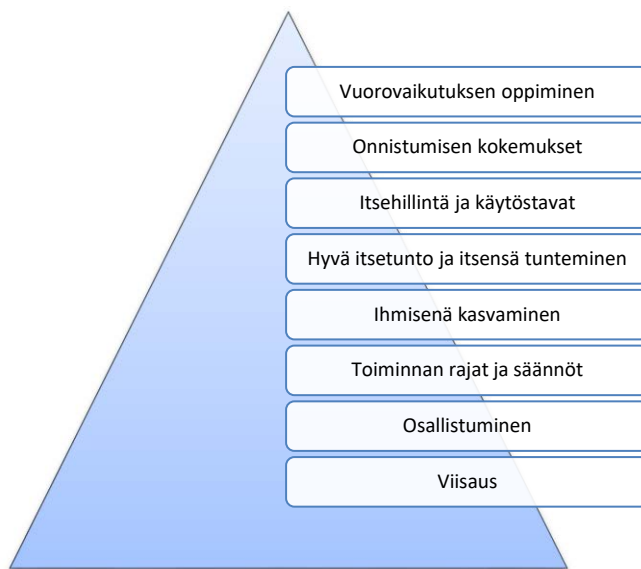 Vuorovaikutuksen oppiminen
Onnistumisen kokemukset
Itsehillintä ja käytöstavat
Hyvä itsetunto ja itsensä tunteminen
Ihmisenä kasvaminen
Toiminnan rajat ja säännöt
Osallistuminen
Viisaus